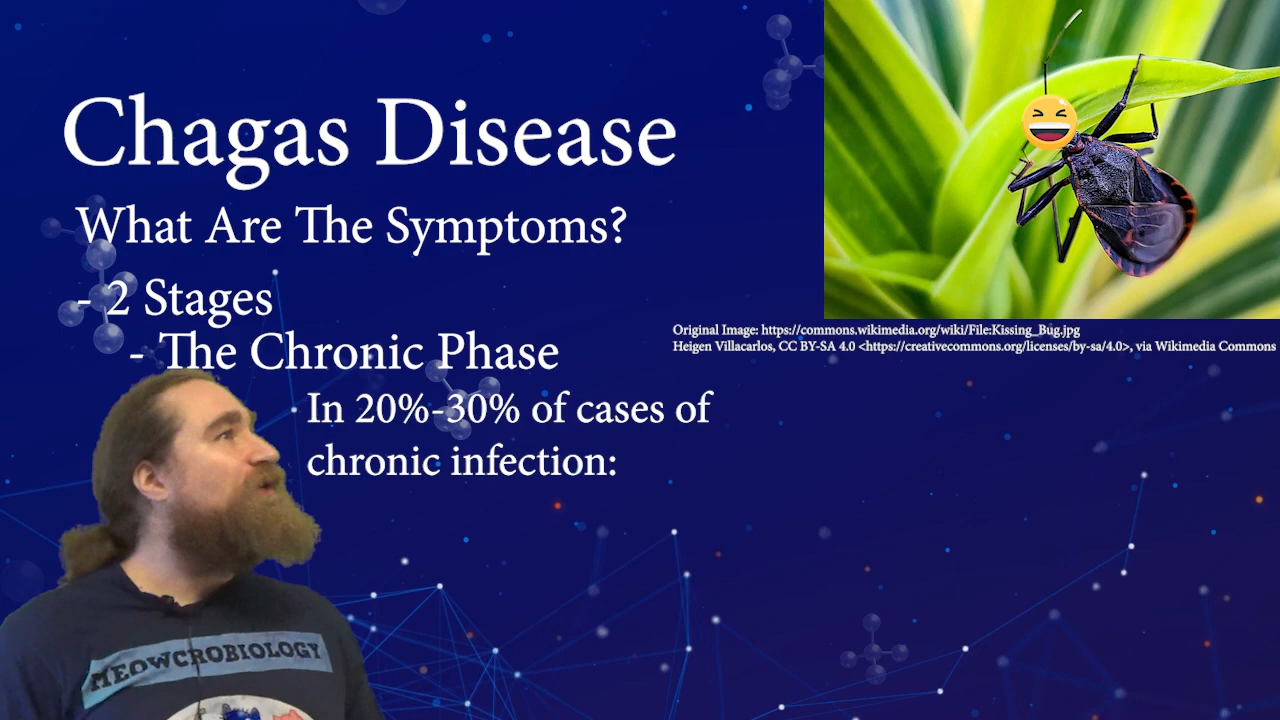 Chagas Disease
What Are The Symptoms?
- 2 Stages
- The Chronic Phase
In 20%-30% of cases of
chronic infection:
Original Image: https://commons.wikimedia.org/wiki/File:Kissing_Bug.jpg
Heigen Villacarlos, CC BY-SA 4.0 <https://creativecommons.org/licenses/by-sa/4.0>, via Wikimedia Commons
MEOWCROBIOLOGY